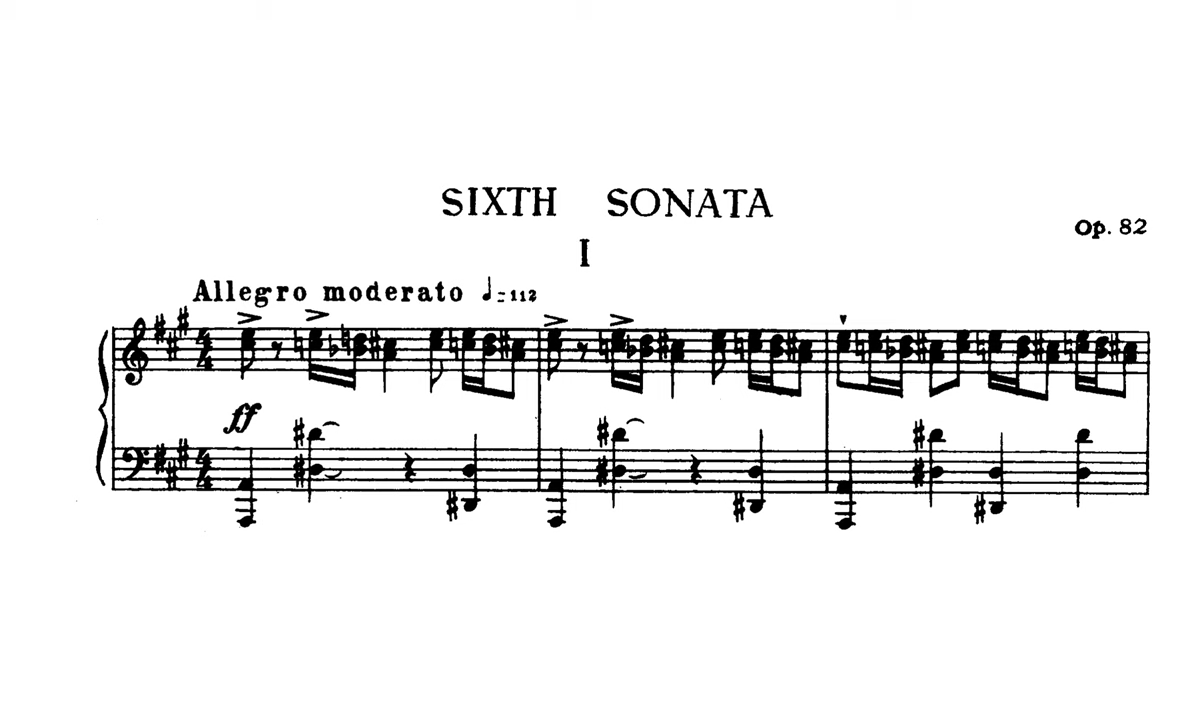 SIXTH SONATA
Op. 82
I
Allegro moderato ♩=112
ff